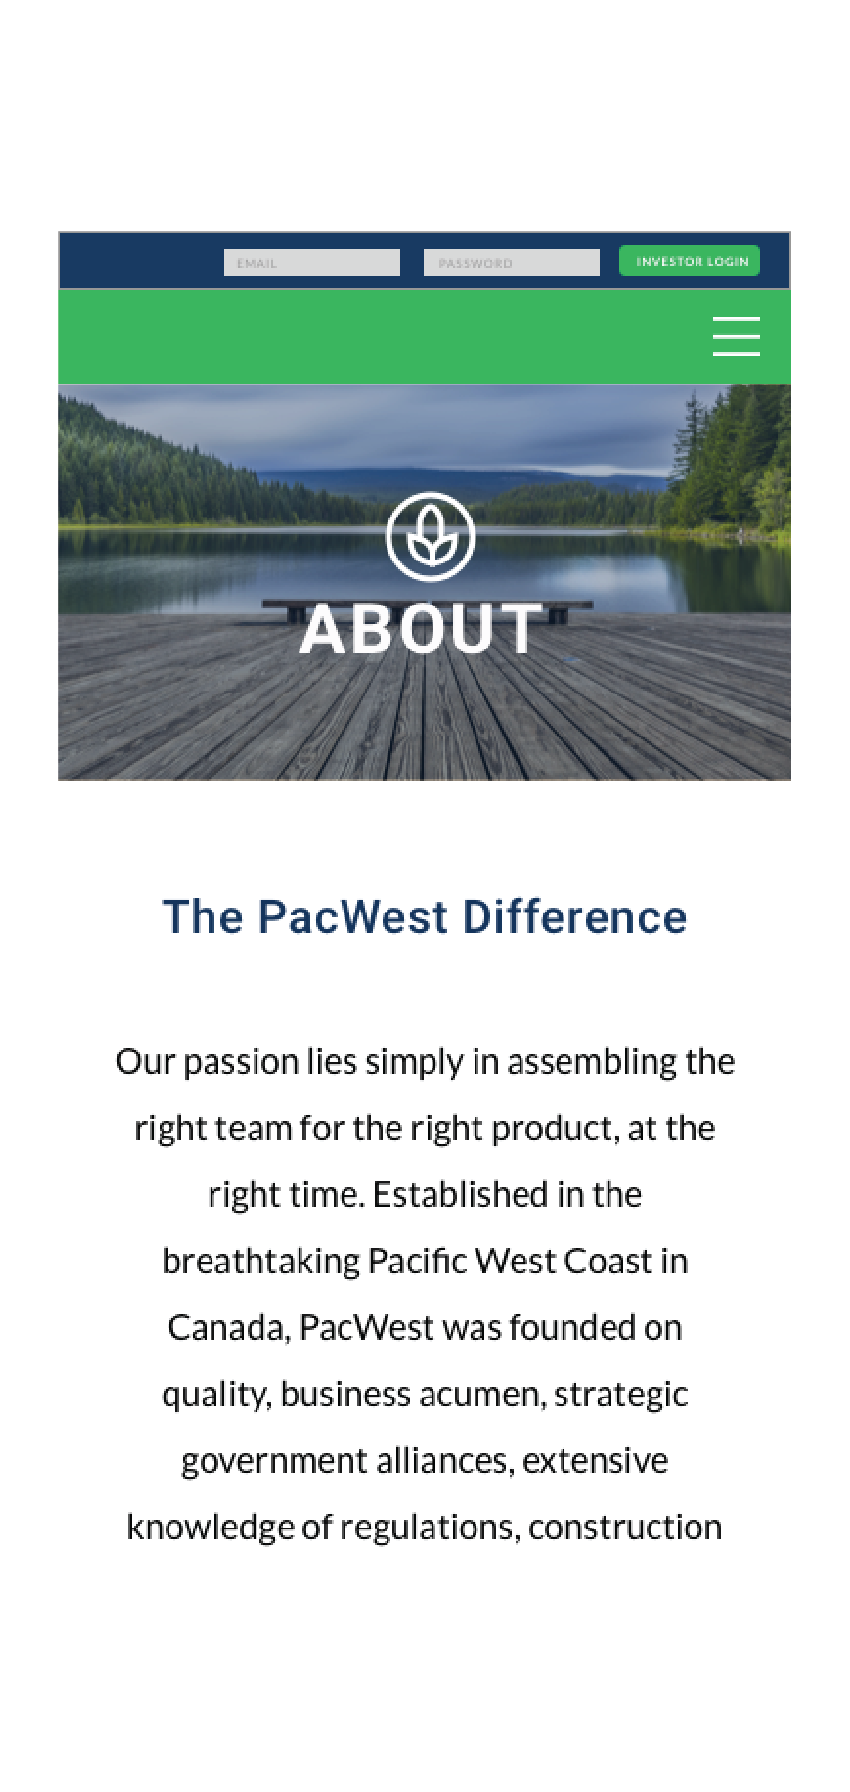 EMAIL
PASSWORD
INVESTOR LOGIN
ABOUT
The PacWest Difference
Our passion lies simply in assembling the
right team for the right product, at the
right time. Established in the
breathtaking Pacific West Coast in
Canada, PacWest was founded on
quality, business acumen, strategic
government alliances, extensive
knowledge of regulations, construction